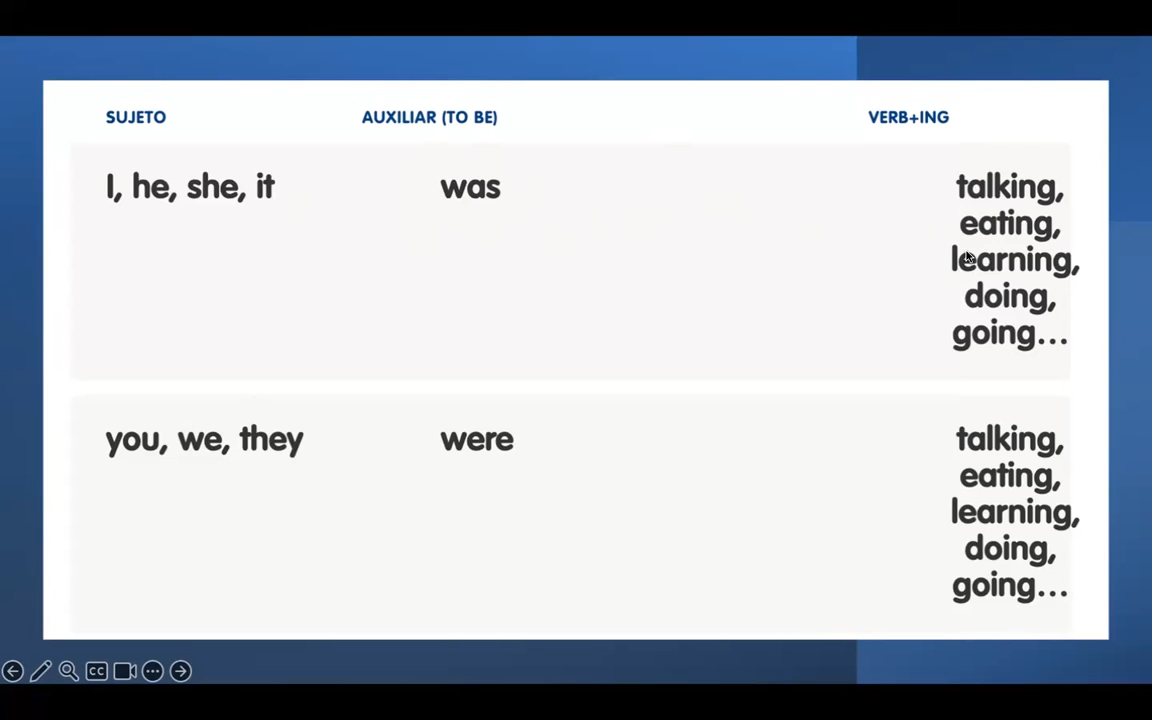 SUJETO AUXILIAR (TO BE) VERB+ING
I, he, she, it was talking,
eating,
learning,
doing,
going...
you, we, they were talking,
eating,
learning,
doing,
going...
CC